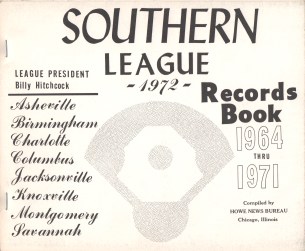 SOUTHERN
LEAGUE
- 1972 -
LEAGUE PRESIDENT
Billy Hitchcock
Records
Book
1964
THRU
1971
Asheville
Birmingham
Charlotte
Columbus
Jacksonville
Knoxville
Montgomery
Savannah
Compiled by
HOWE NEWS BUREAU
Chicago, Illinois